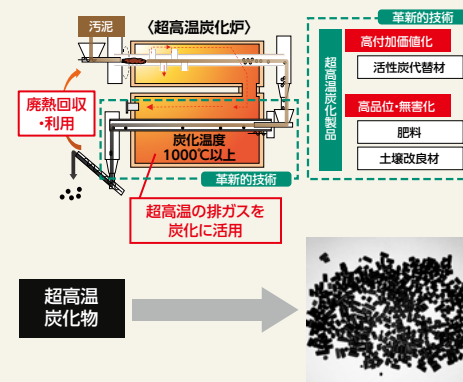 汚泥
〈超高温炭化炉〉
廃熱回収
・利用
炭化温度
1000℃以上
革新的技術
超高温の排ガスを
炭化に活用
革新的技術
超高温炭化製品
高付加価値化
活性炭代替材
高品位・無害化
肥料
土壌改良材
超高温
炭化物